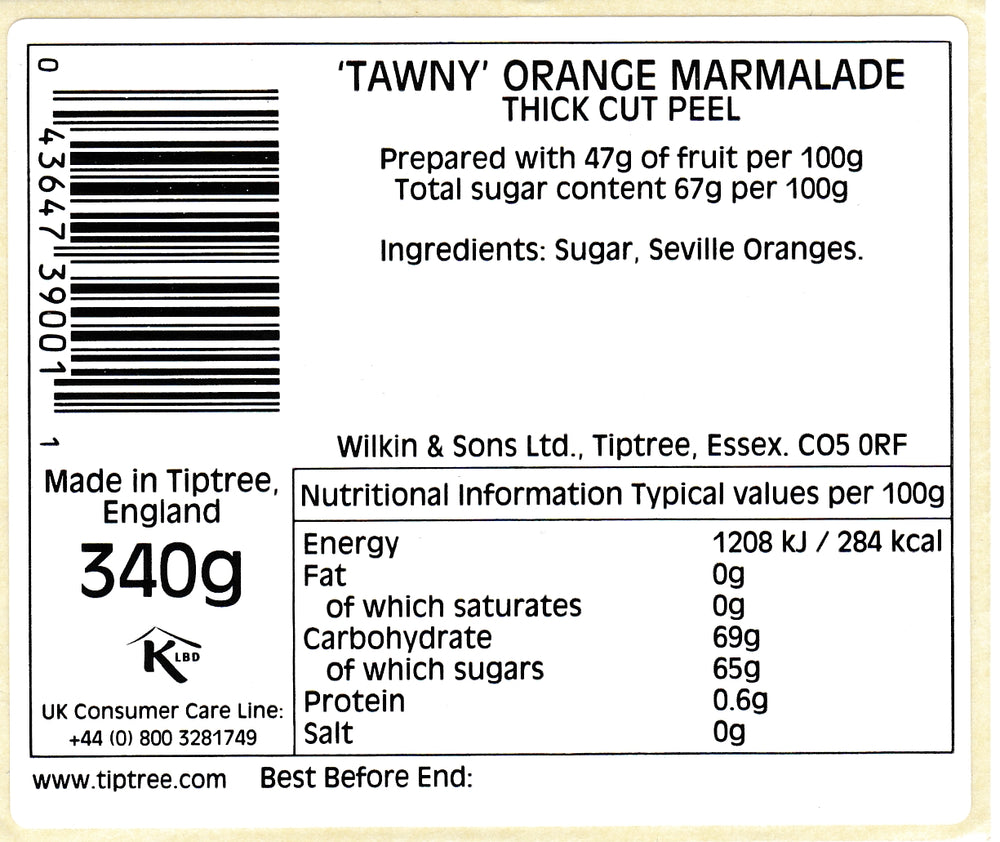 'TAWNY' ORANGE MARMALADE
THICK CUT PEEL
Prepared with 47g of fruit per 100g
Total sugar content 67g per 100g
Ingredients: Sugar, Seville Oranges.
Wilkin & Sons Ltd., Tiptree, Essex. CO5 0RF
0 43647 39001 1
Made in Tiptree,
England
340g
K LBD
UK Consumer Care Line:
+44 (0) 800 3281749
Nutritional Information Typical values per 100g
Energy 1208 kJ / 284 kcal
Fat 0g
of which saturates 0g
Carbohydrate 69g
of which sugars 65g
Protein 0.6g
Salt 0g
www.tiptree.com Best Before End: